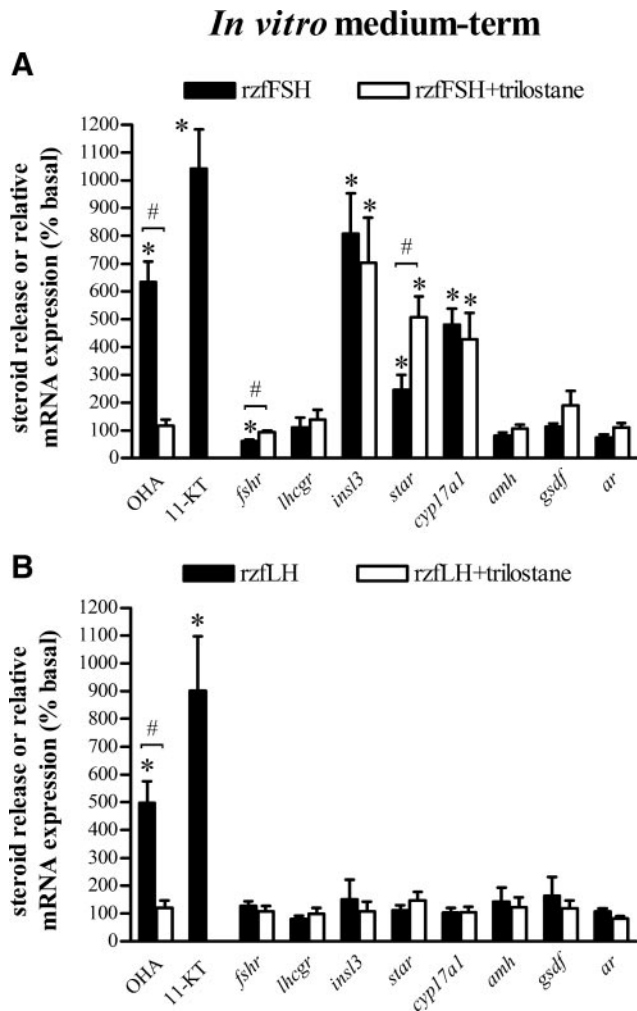 In vitro medium-term
A
rzfFSH rzfFSH+trilostane
steroid release or relative
mRNA expression (% basal)
1200
1100
1000
900
800
700
600
500
400
300
200
100
0
* # * * # * * * # * * *
OHA 11-KT fshr lhcgr insl3 star cyp17a1 amh gsdf ar
B
rzfLH rzfLH+trilostane
steroid release or relative
mRNA expression (% basal)
1200
1100
1000
900
800
700
600
500
400
300
200
100
0
* # *
OHA 11-KT fshr lhcgr insl3 star cyp17a1 amh gsdf ar